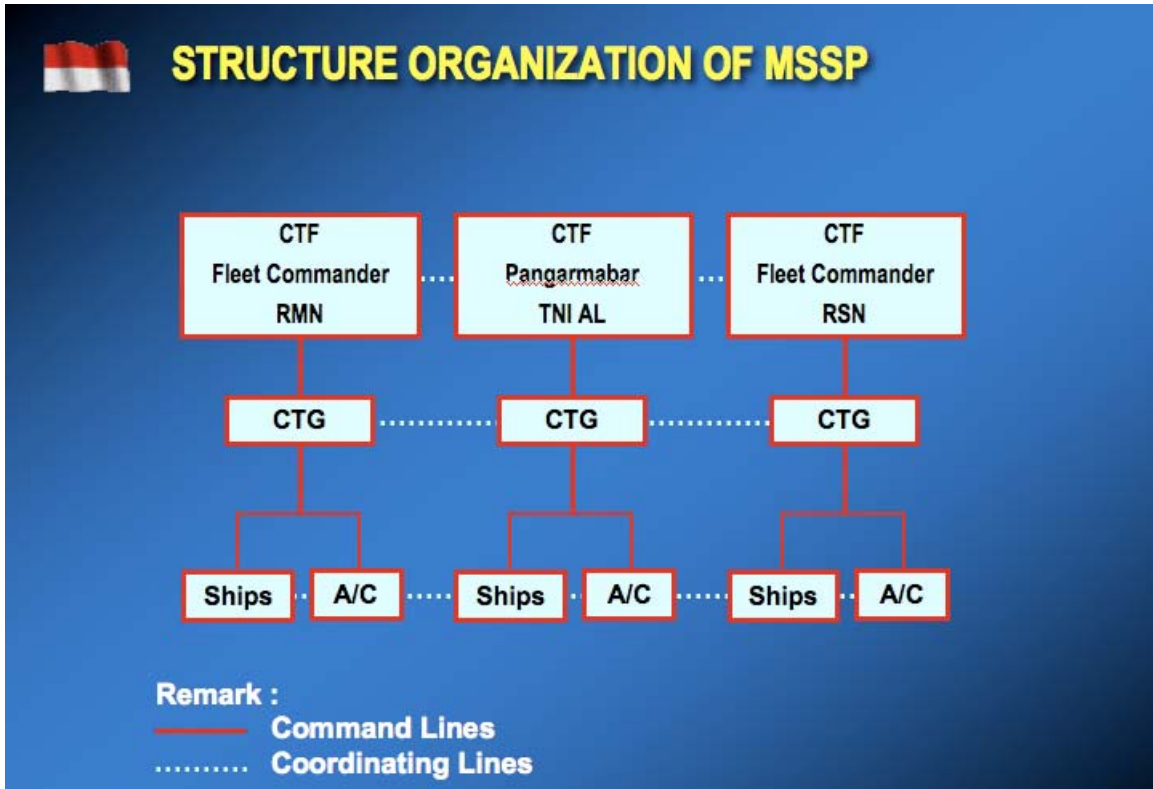 STRUCTURE ORGANIZATION OF MSSP
CTF
Fleet Commander
RMN
CTF
Pangarmabar
TNI AL
CTF
Fleet Commander
RSN
CTG
CTG
CTG
Ships
A/C
Ships
A/C
Ships
A/C
Remark :
Command Lines
Coordinating Lines